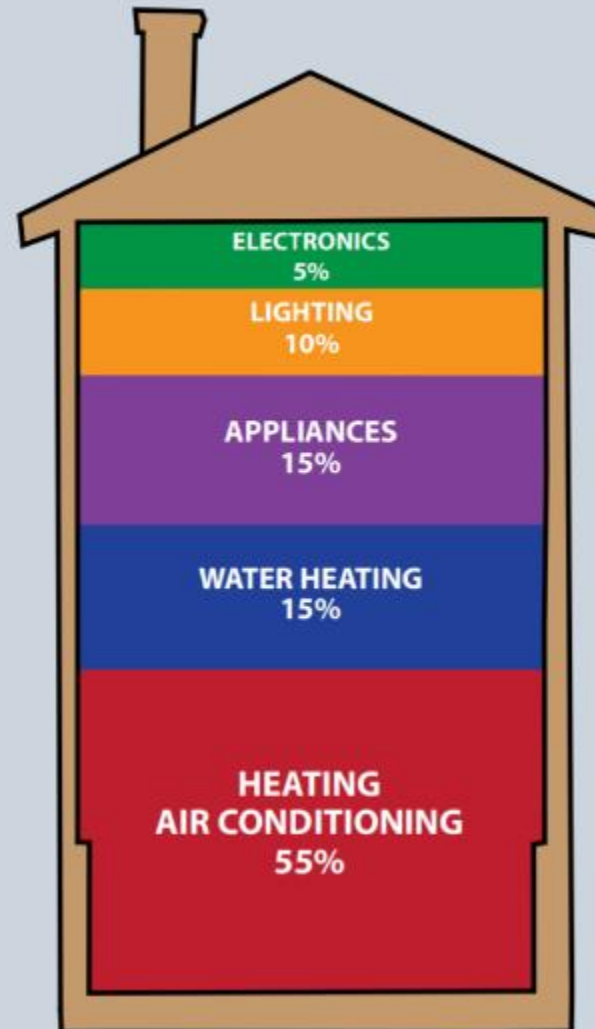 ELECTRONICS
5%
LIGHTING
10%
APPLIANCES
15%
WATER HEATING
15%
HEATING
AIR CONDITIONING
55%